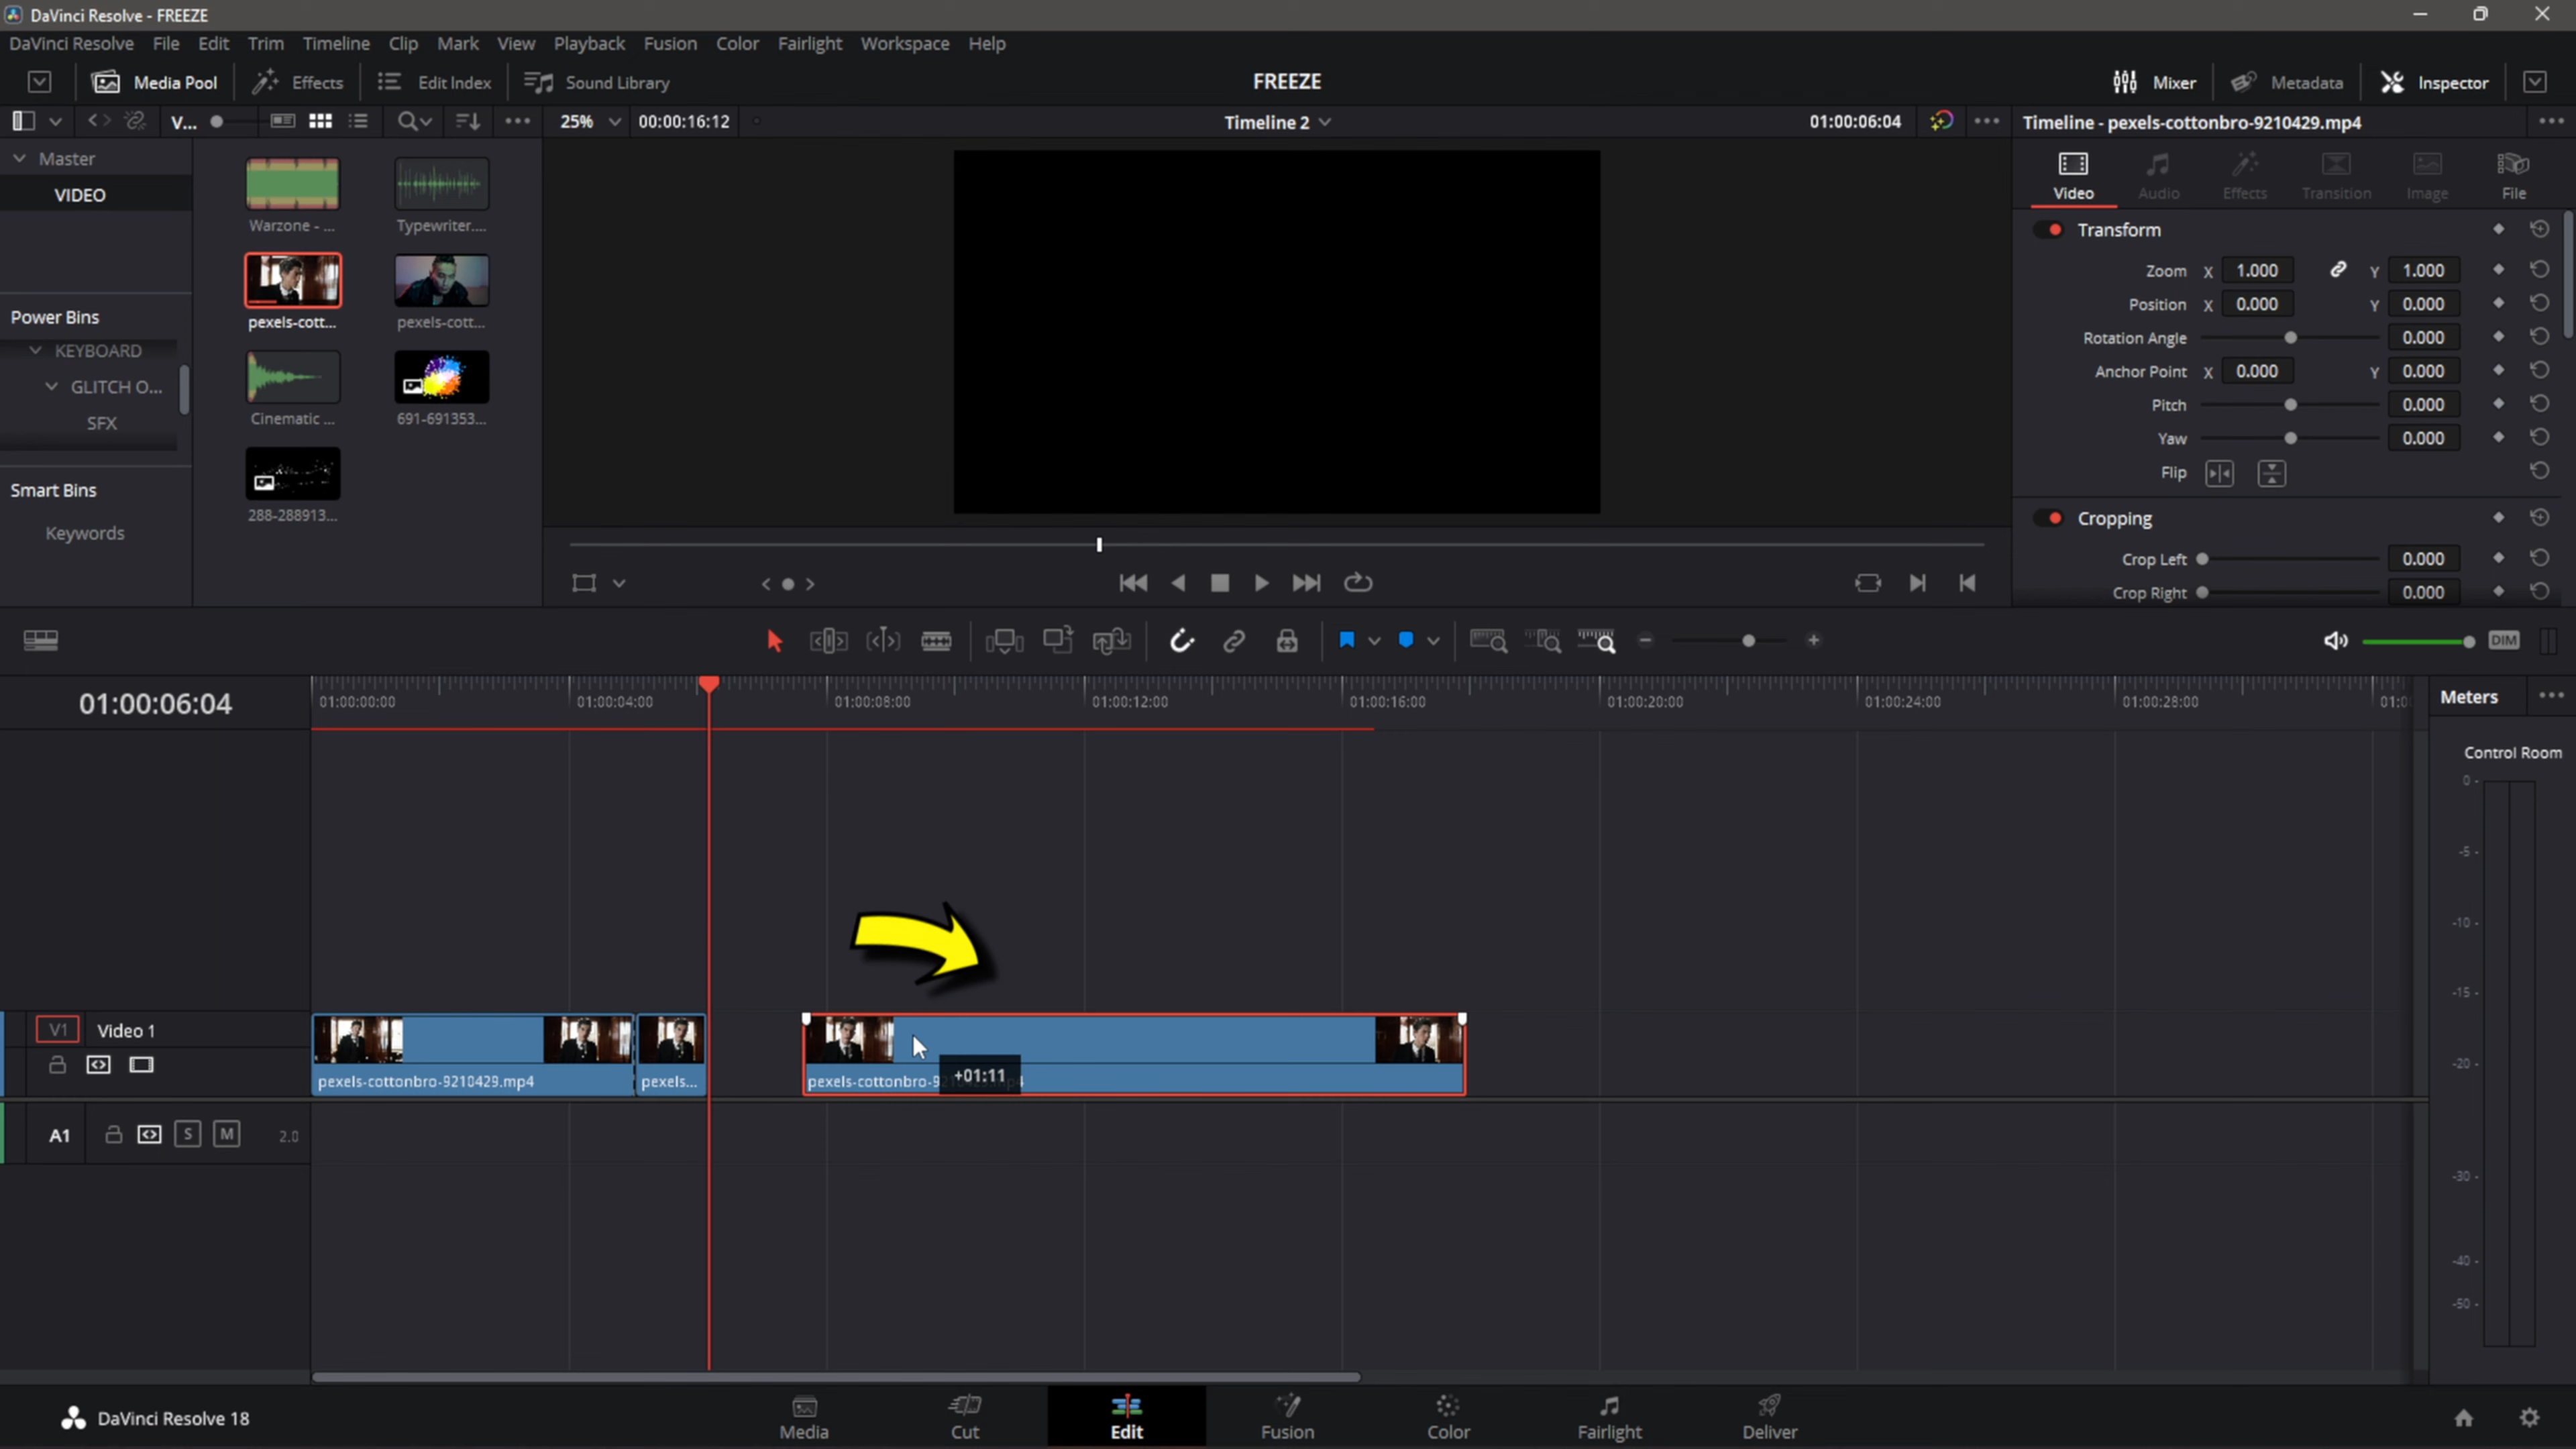 DaVinci Resolve - FREEZE
DaVinci Resolve File Edit Trim Timeline Clip Mark View Playback Fusion Color Fairlight Workspace Help
Media Pool Effects Edit Index Sound Library FREEZE Mixer Metadata Inspector
V... 25% 00:00:16:12 Timeline 2 01:00:06:04 Timeline - pexels-cottonbro-9210429.mp4
Master
VIDEO
Power Bins
KEYBOARD
GLITCH O...
SFX
Smart Bins
Keywords
Warzone - ... Typewriter....
pexels-cott... pexels-cott...
Cinematic ... 691-691353...
288-288913...
Video Audio Effects Transition Image File
Transform
Zoom X 1.000 Y 1.000
Position X 0.000 Y 0.000
Rotation Angle 0.000
Anchor Point X 0.000 Y 0.000
Pitch 0.000
Yaw 0.000
Flip
Cropping
Crop Left 0.000
Crop Right 0.000
DIM
01:00:06:04 01:00:00:00 01:00:04:00 01:00:08:00 01:00:12:00 01:00:16:00 01:00:20:00 01:00:24:00 01:00:28:00
Meters
Control Room
0 -
-5 -
-10 -
-15 -
-20 -
-30 -
-40 -
-50 -
V1 Video 1
pexels-cottonbro-9210429.mp4 pexels... pexels-cottonbro-9
+01:11
A1 S M 2.0
DaVinci Resolve 18 Media Cut Edit Fusion Color Fairlight Deliver